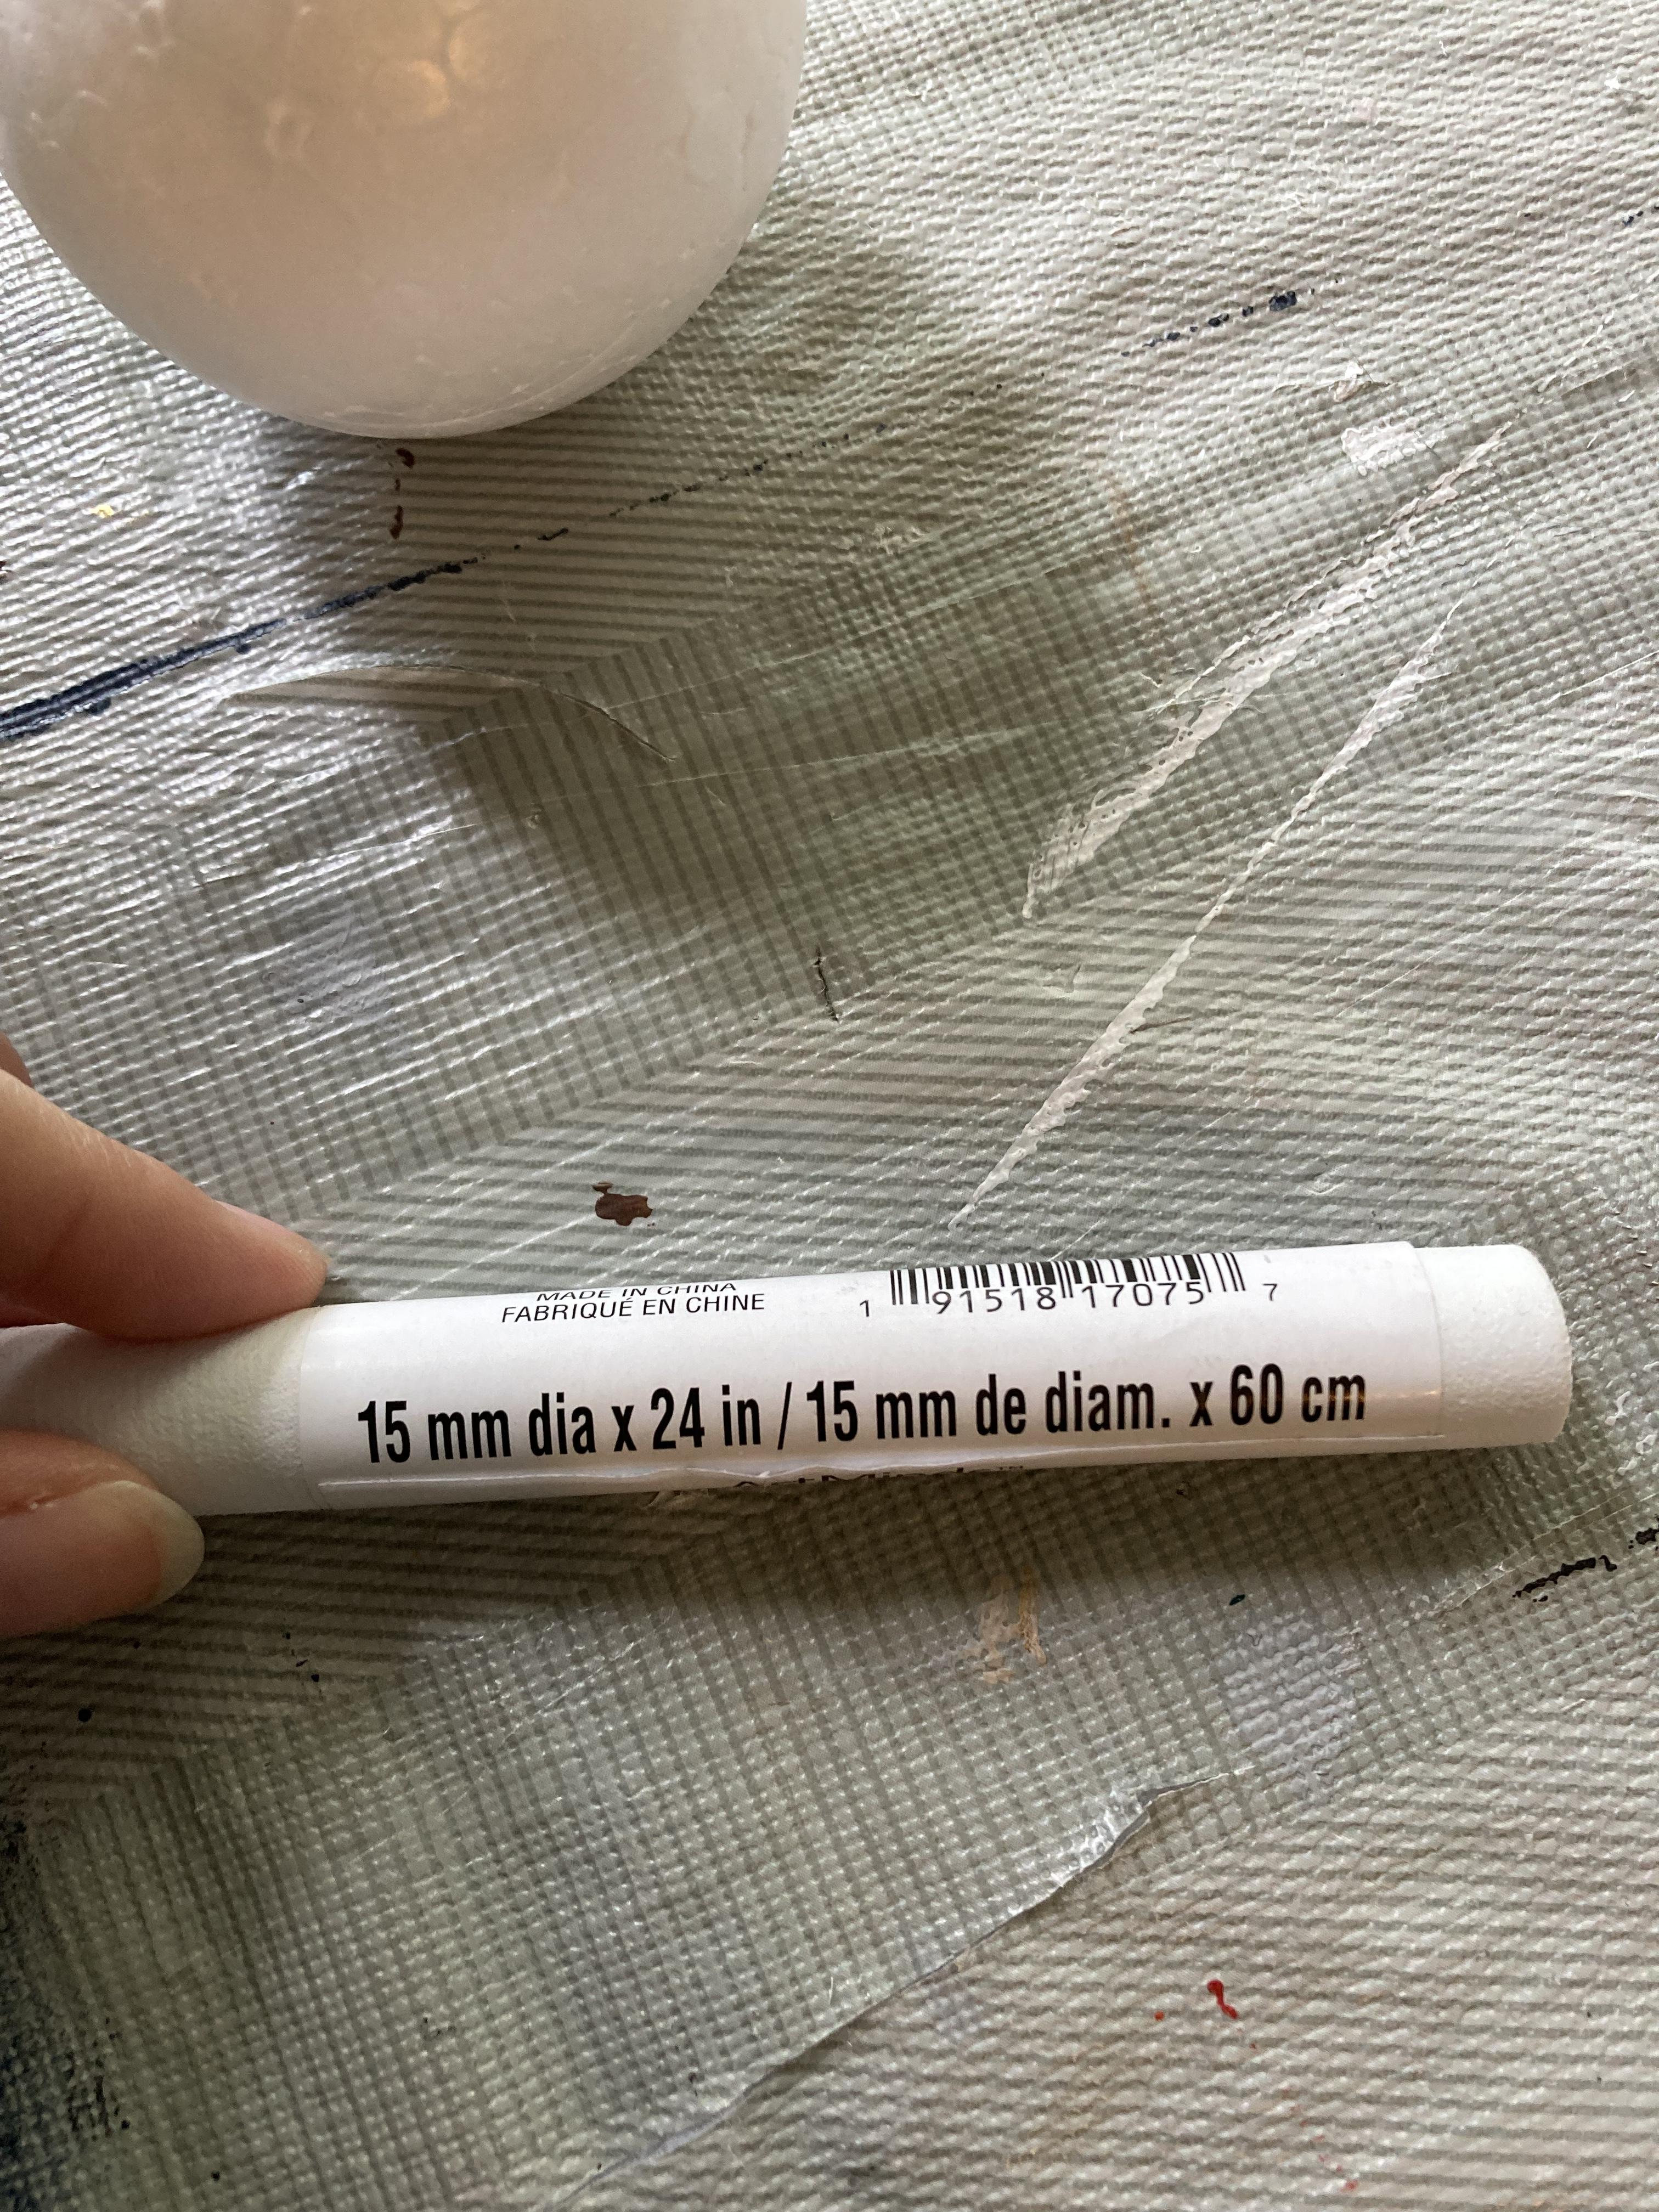 MADE IN CHINA
FABRIQUÉ EN CHINE
1 91518 17075 7
15 mm dia x 24 in / 15 mm de diam. x 60 cm